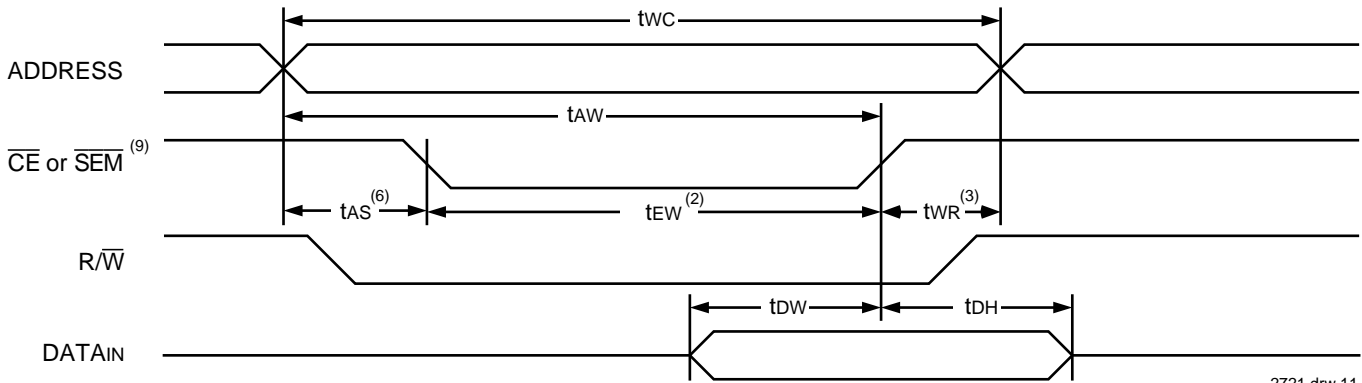 tWC
ADDRESS
tAW
CE or SEM (9)
tAS(6)
tEW(2)
tWR(3)
R/W
tDW
tDH
DATAIN
2721 drw 11